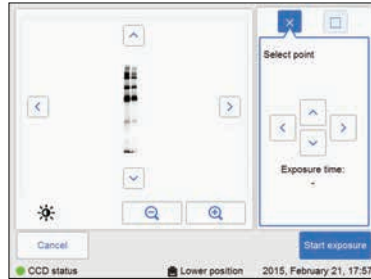 Select point
Exposure time:
-
Cancel
Start exposure
CCD status
Lower position
2015, February 21, 17:57